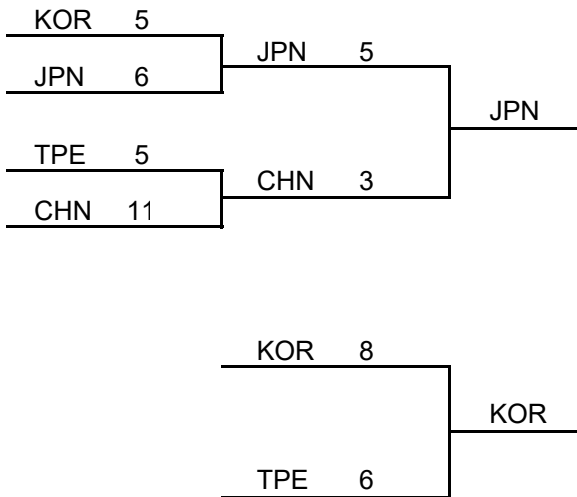 KOR 5
JPN 5
JPN 6
JPN
TPE 5
CHN 3
CHN 11
KOR 8
KOR
TPE 6